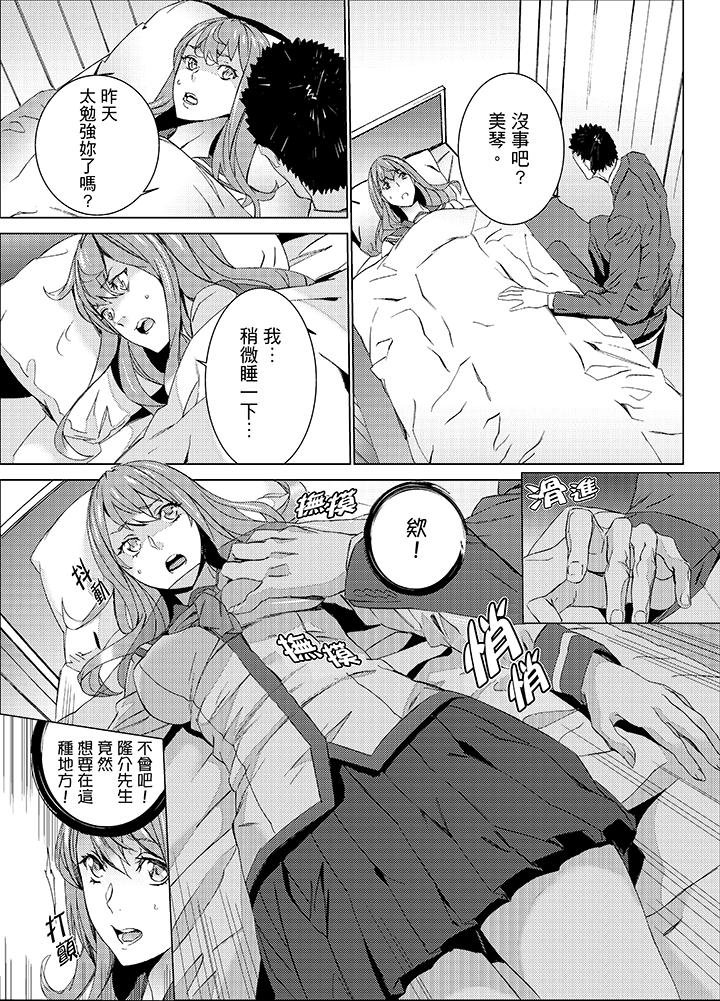 沒事吧？
美琴。
昨天
太勉強妳了嗎？
我…
稍微睡一下…
滑進
欸！
撫摸
抖動
撫摸
悄
悄
不會吧！
隆介先生
竟然
想要在這
種地方！
打顫